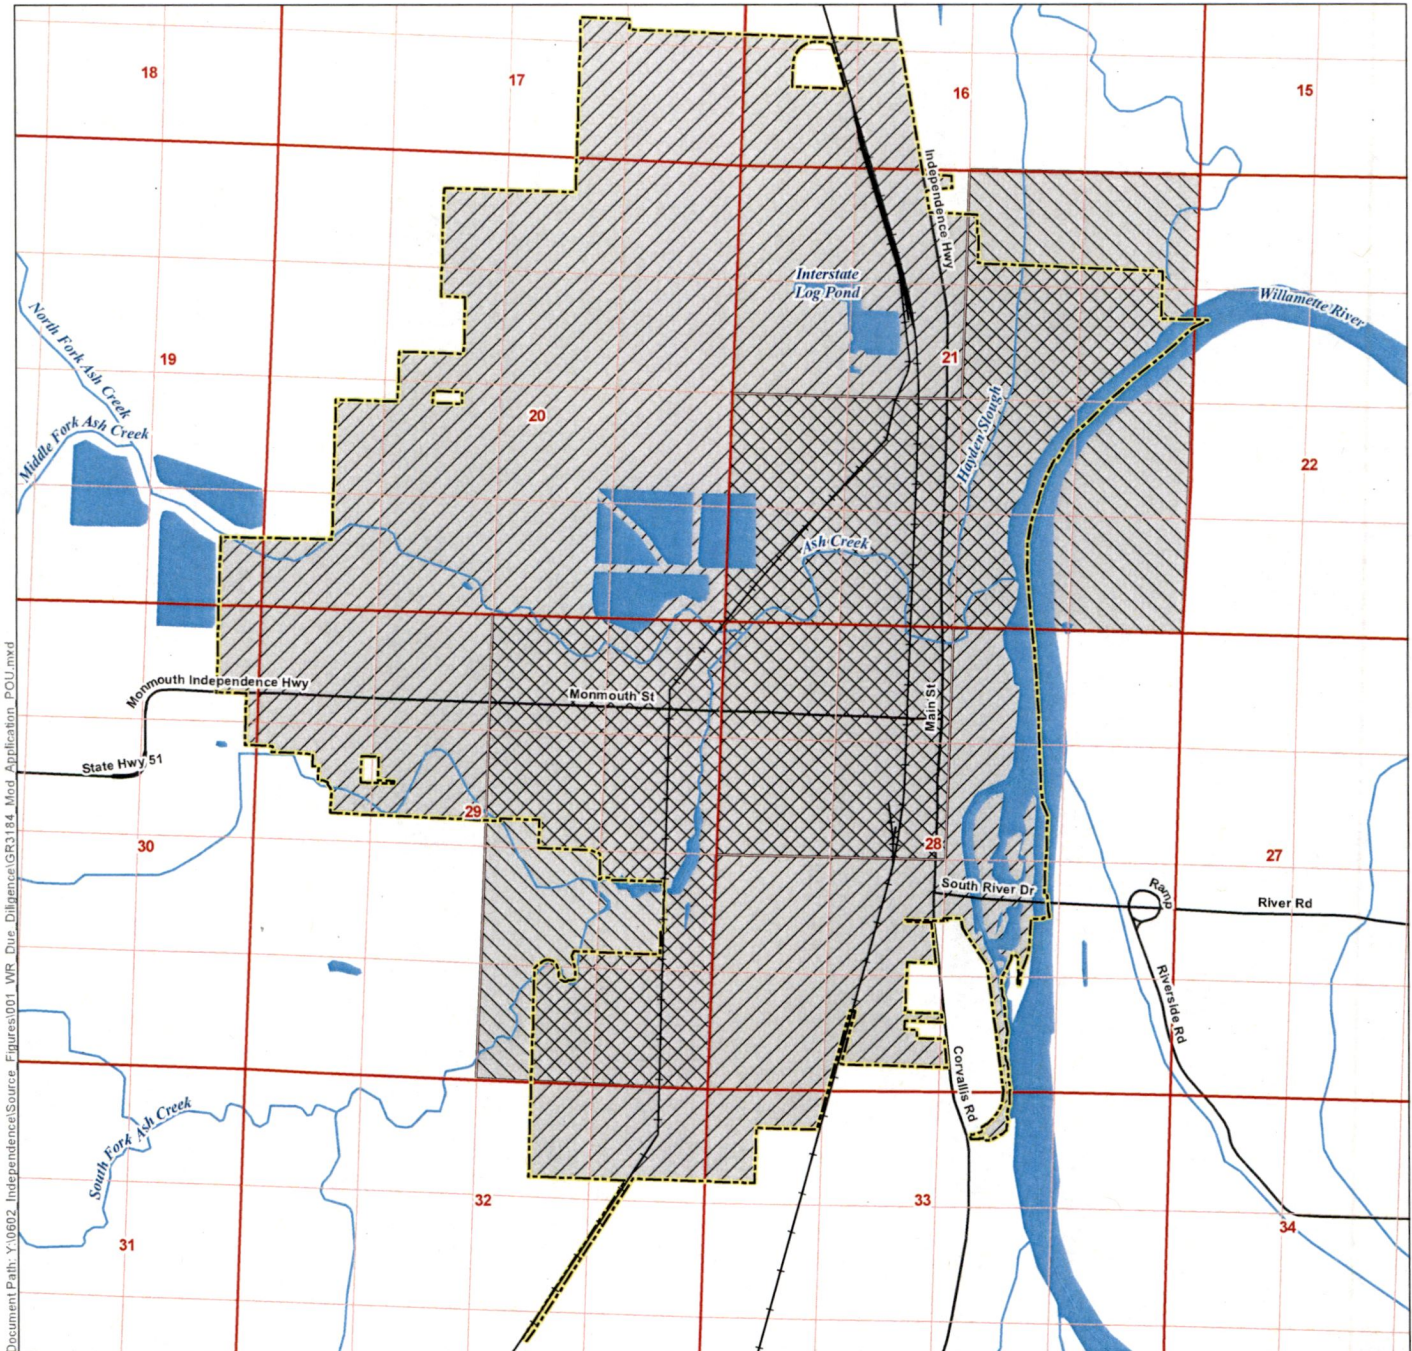 18
17
16
15
Independence Hwy
Interstate
Log Pond
Willamette River
North Fork Ash Creek
19
21
20
Middle Fork Ash Creek
Hayden Slough
22
Ash Creek
Monmouth Independence Hwy
Monmouth St
Main St
State Hwy 51
29
30
28
27
South River Dr
Ramp
River Rd
Riverside Rd
Corvallis Rd
South Fork Ash Creek
32
33
34
31
Document Path: Y:\0602_Independence\Source_Figures\001_WR_Due_Diligence\GR3184_Mod_Application_POU.mxd